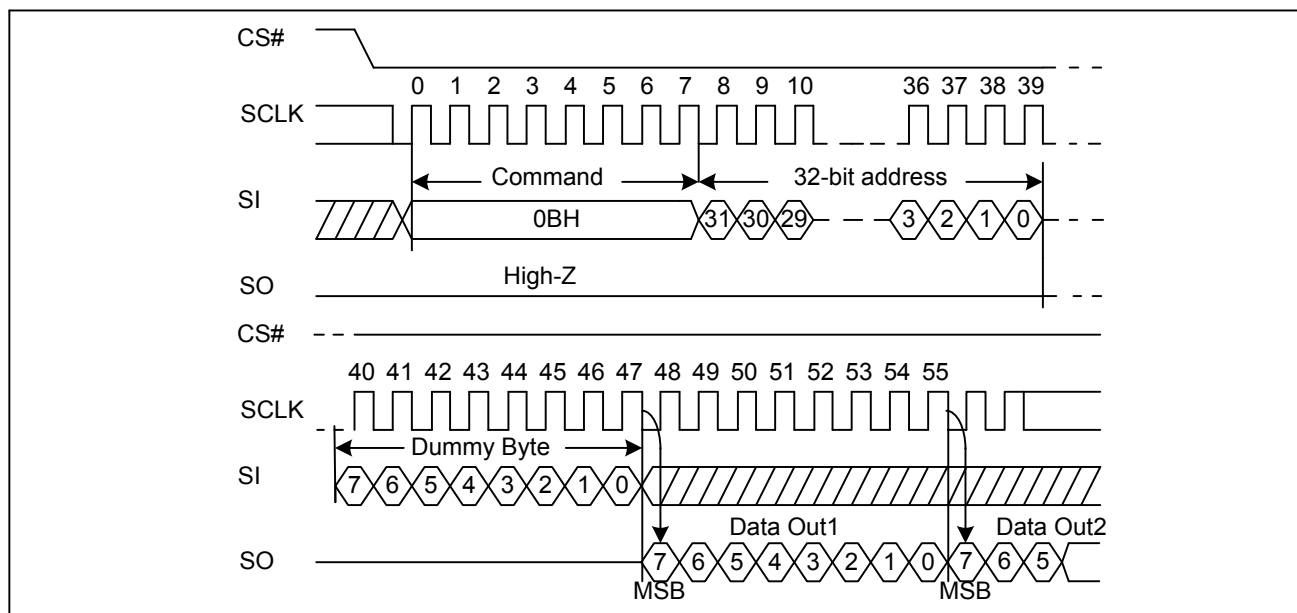 CS#
0 1 2 3 4 5 6 7 8 9 10 36 37 38 39
SCLK
Command 32-bit address
SI
0BH 31 30 29 3 2 1 0
High-Z
SO
CS#
40 41 42 43 44 45 46 47 48 49 50 51 52 53 54 55
SCLK
Dummy Byte
SI
7 6 5 4 3 2 1 0
Data Out1 Data Out2
SO
7 6 5 4 3 2 1 0 7 6 5
MSB MSB